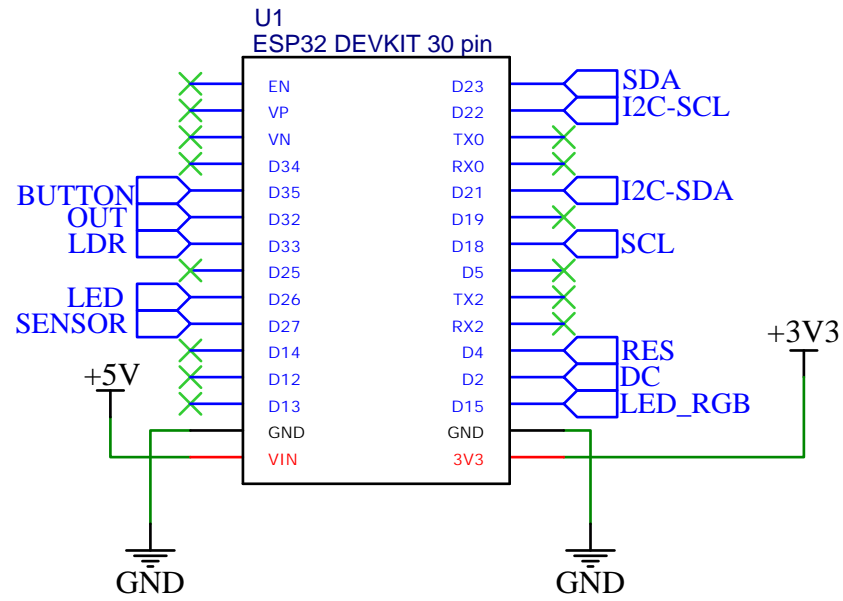 U1
ESP32 DEVKIT 30 pin
EN D23 SDA
VP D22 I2C-SCL
VN TX0
D34 RX0
BUTTON D35 D21 I2C-SDA
OUT D32 D19
LDR D33 D18 SCL
D25 D5
LED D26 TX2
SENSOR D27 RX2
D14 D4 RES
D12 D2 DC
D13 D15 LED_RGB
GND GND
VIN 3V3
+5V
+3V3
GND
GND